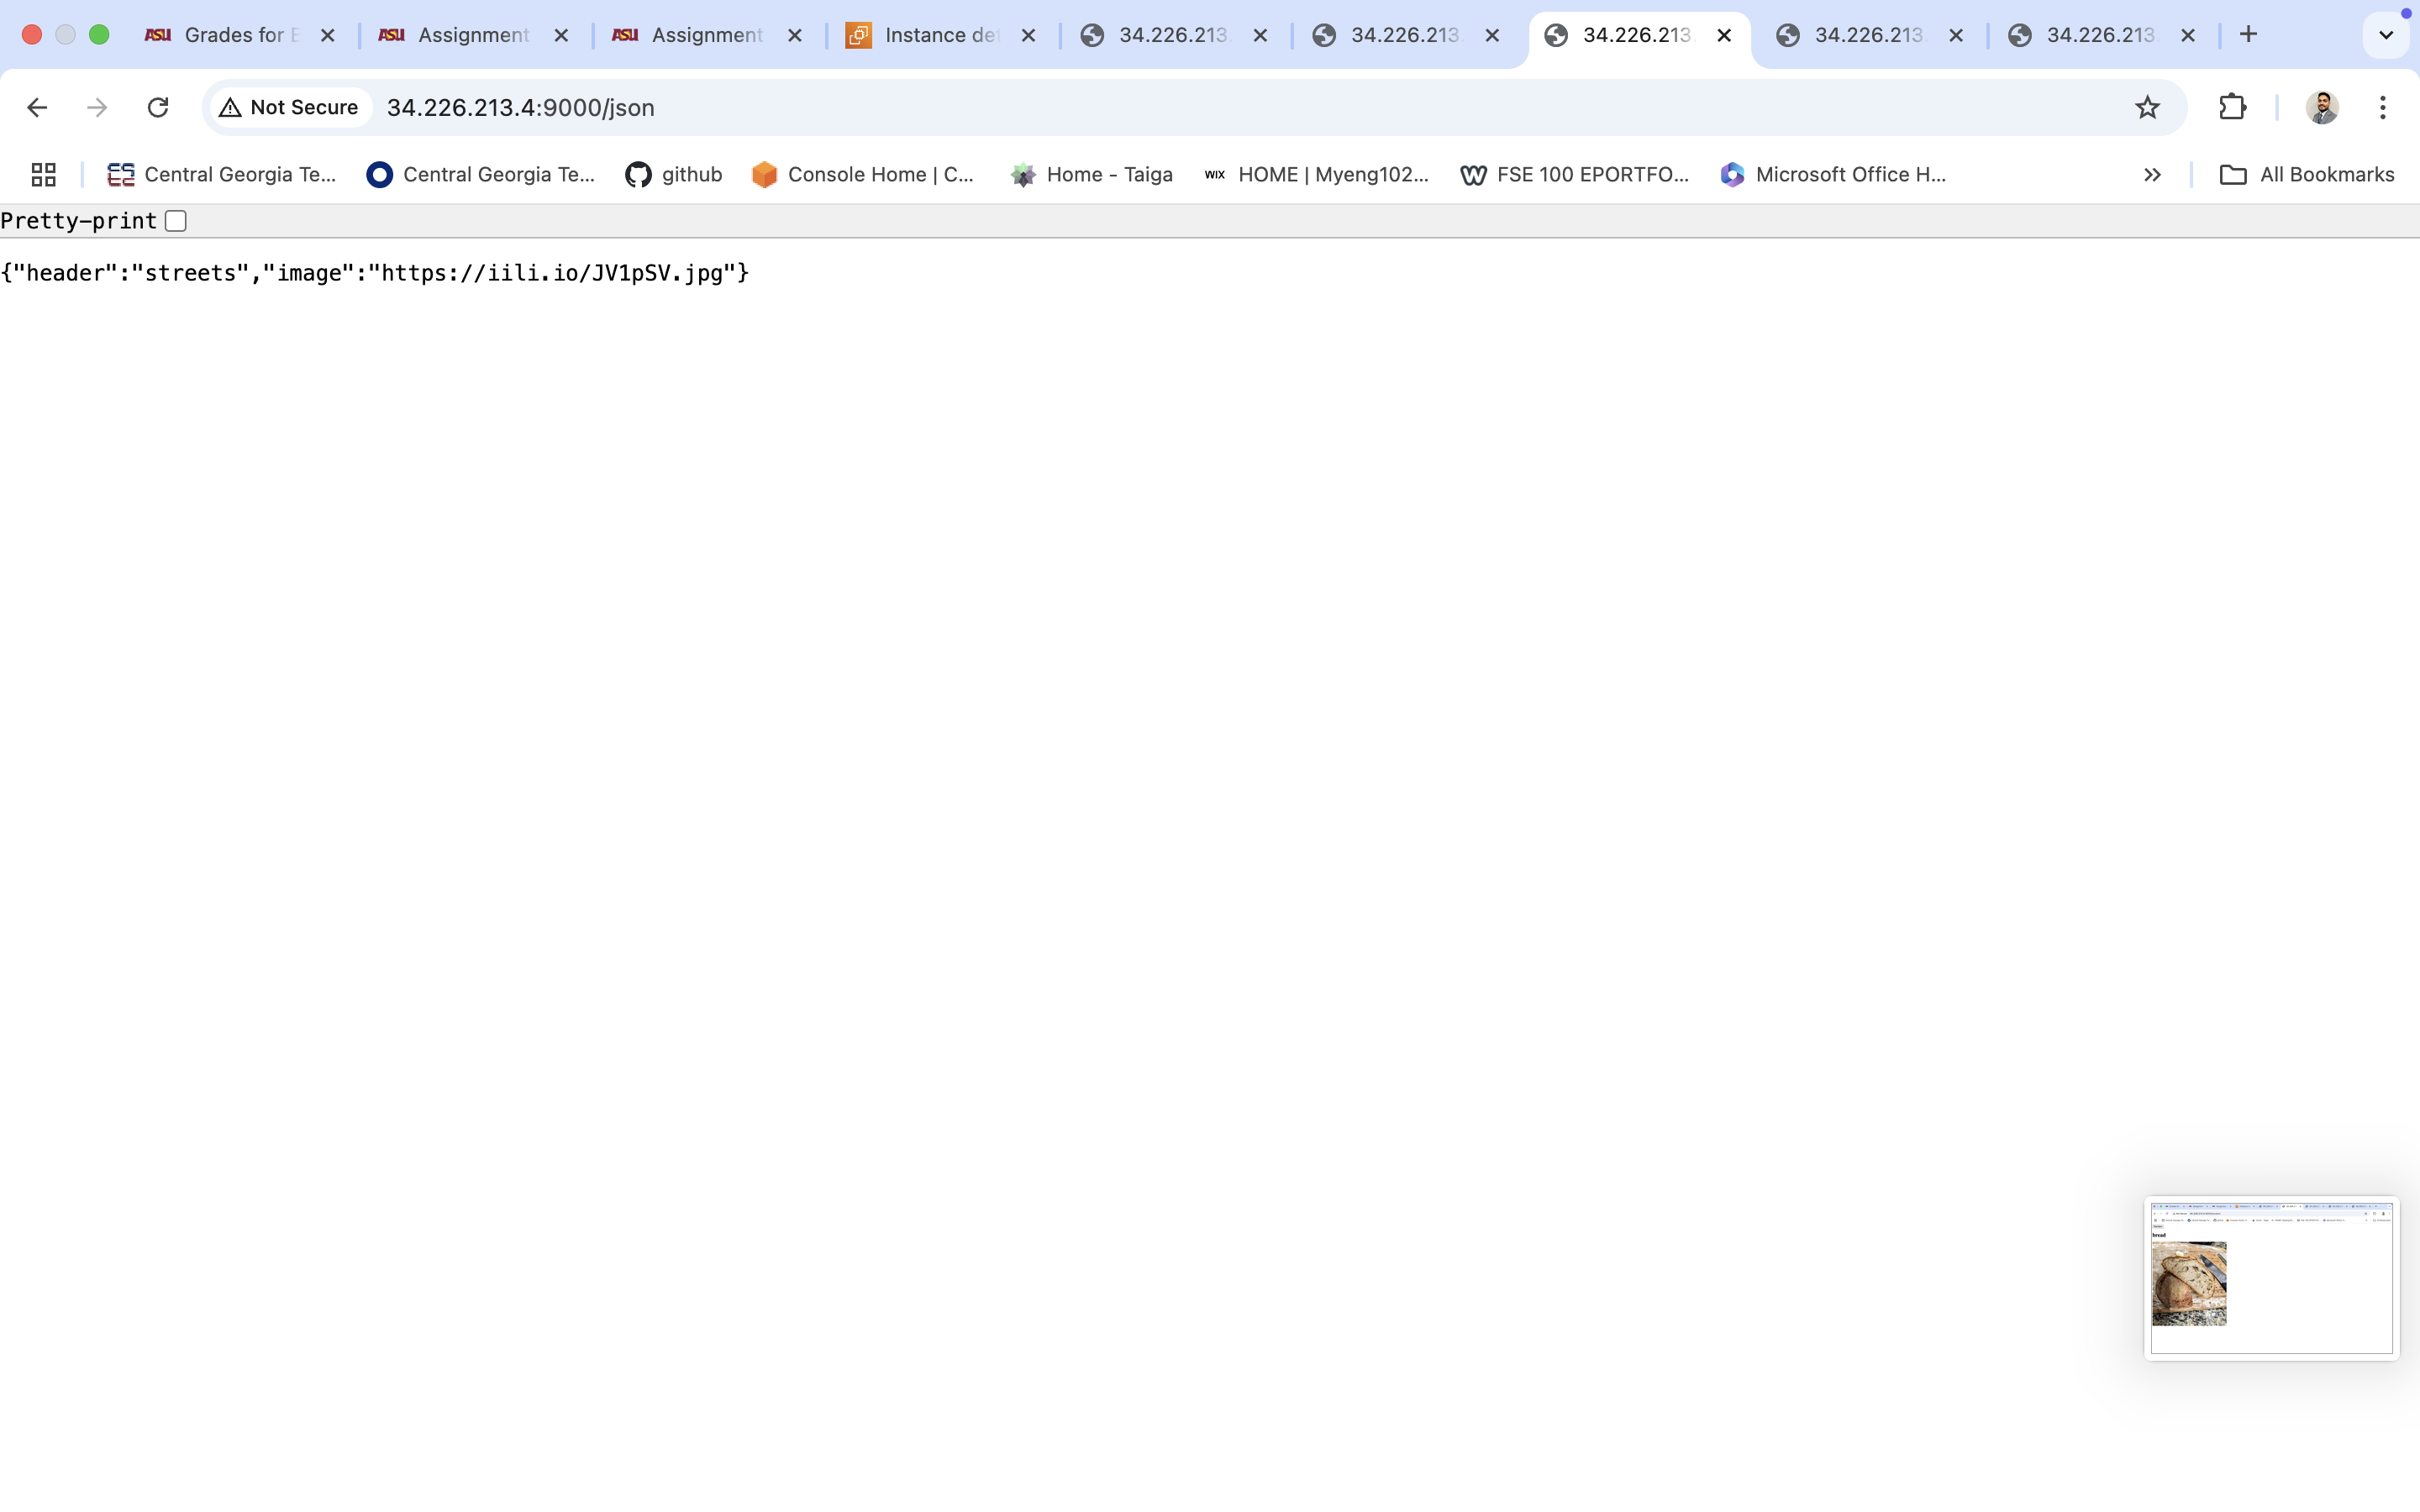 ASU Grades for E
ASU Assignment
ASU Assignment
Instance det
34.226.213.
34.226.213.
34.226.213.
34.226.213.
34.226.213.
Not Secure 34.226.213.4:9000/json
Central Georgia Te...
Central Georgia Te...
github
Console Home | C...
Home - Taiga
WIX HOME | Myeng102...
W FSE 100 EPORTFO...
Microsoft Office H...
All Bookmarks
Pretty-print
{"header":"streets","image":"https://iili.io/JV1pSV.jpg"}
bread